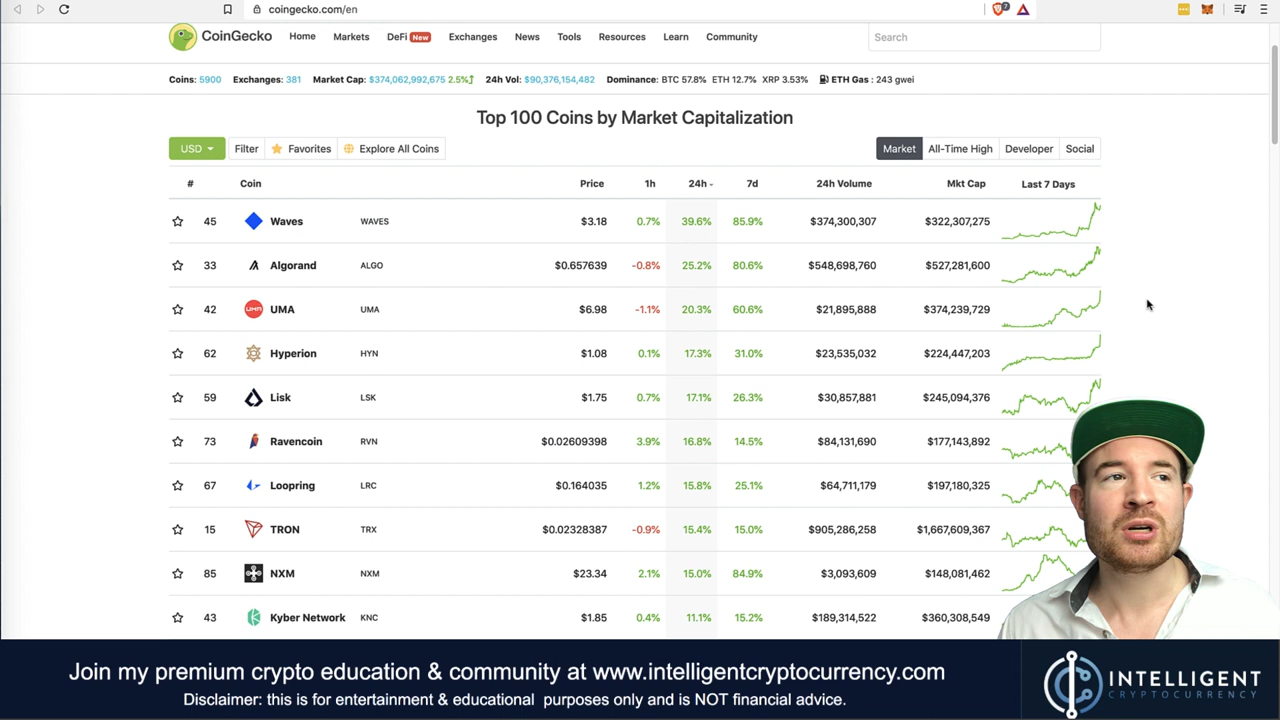 coingecko.com/en
7
CoinGecko Home Markets DeFi New Exchanges News Tools Resources Learn Community Search
Coins: 5900 Exchanges: 381 Market Cap: $374,062,992,675 2.5% 24h Vol: $90,376,154,482 Dominance: BTC 57.8% ETH 12.7% XRP 3.53% ETH Gas : 243 gwei
Top 100 Coins by Market Capitalization
USD Filter Favorites Explore All Coins Market All-Time High Developer Social
# Coin Price 1h 24h 7d 24h Volume Mkt Cap Last 7 Days
45 Waves WAVES $3.18 0.7% 39.6% 85.9% $374,300,307 $322,307,275
33 Algorand ALGO $0.657639 -0.8% 25.2% 80.6% $548,698,760 $527,281,600
42 UMA UMA UMA $6.98 -1.1% 20.3% 60.6% $21,895,888 $374,239,729
62 Hyperion HYN $1.08 0.1% 17.3% 31.0% $23,535,032 $224,447,203
59 Lisk LSK $1.75 0.7% 17.1% 26.3% $30,857,881 $245,094,376
73 Ravencoin RVN $0.02609398 3.9% 16.8% 14.5% $84,131,690 $177,143,892
67 Loopring LRC $0.164035 1.2% 15.8% 25.1% $64,711,179 $197,180,325
15 TRON TRX $0.02328387 -0.9% 15.4% 15.0% $905,286,258 $1,667,609,367
85 NXM NXM $23.34 2.1% 15.0% 84.9% $3,093,609 $148,081,462
43 Kyber Network KNC $1.85 0.4% 11.1% 15.2% $189,314,522 $360,308,549
Join my premium crypto education & community at www.intelligentcryptocurrency.com
Disclaimer: this is for entertainment & educational purposes only and is NOT financial advice.
INTELLIGENT
CRYPTOCURRENCY